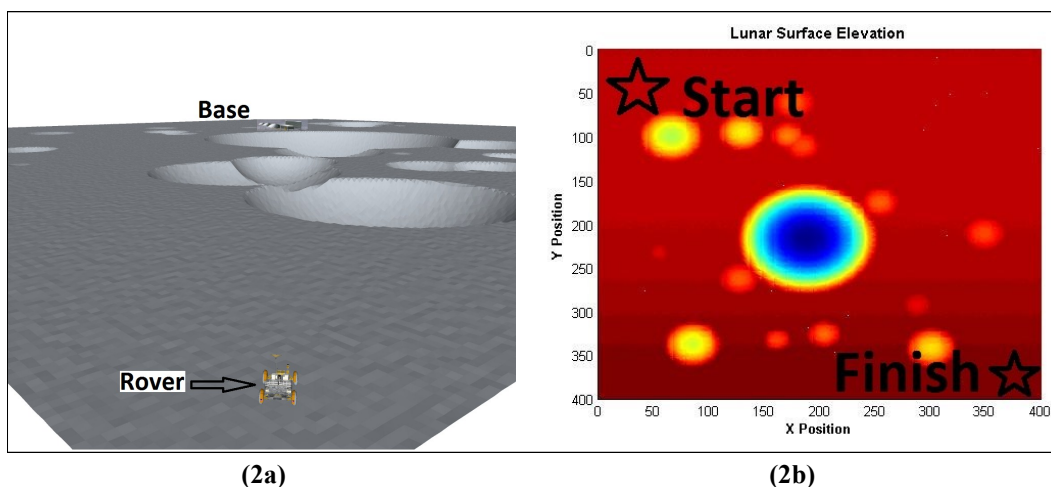 Base
Rover
(2a)
Lunar Surface Elevation
0
50
100
150
200
250
300
350
400
Y Position
Start
Finish
0 50 100 150 200 250 300 350 400
X Position
(2b)